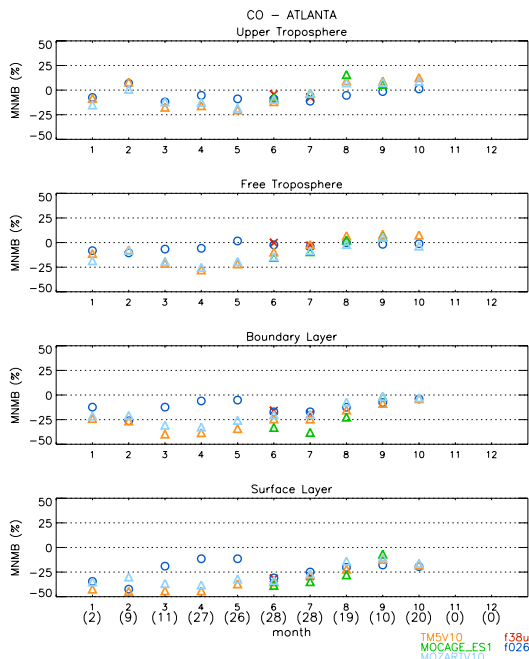 CO – ATLANTA
Upper Troposphere
MNMB (%)
50
25
0
−25
−50
1 2 3 4 5 6 7 8 9 10 11 12
Free Troposphere
MNMB (%)
50
25
0
−25
−50
1 2 3 4 5 6 7 8 9 10 11 12
Boundary Layer
MNMB (%)
50
25
0
−25
−50
1 2 3 4 5 6 7 8 9 10 11 12
Surface Layer
MNMB (%)
50
25
0
−25
−50
1 2 3 4 5 6 7 8 9 10 11 12
(2) (9) (11) (27) (26) (28) (28) (19) (10) (20) (0) (0)
month
TM5V10 f38u
MOCAGE_ES1 f026
MOZARTV10